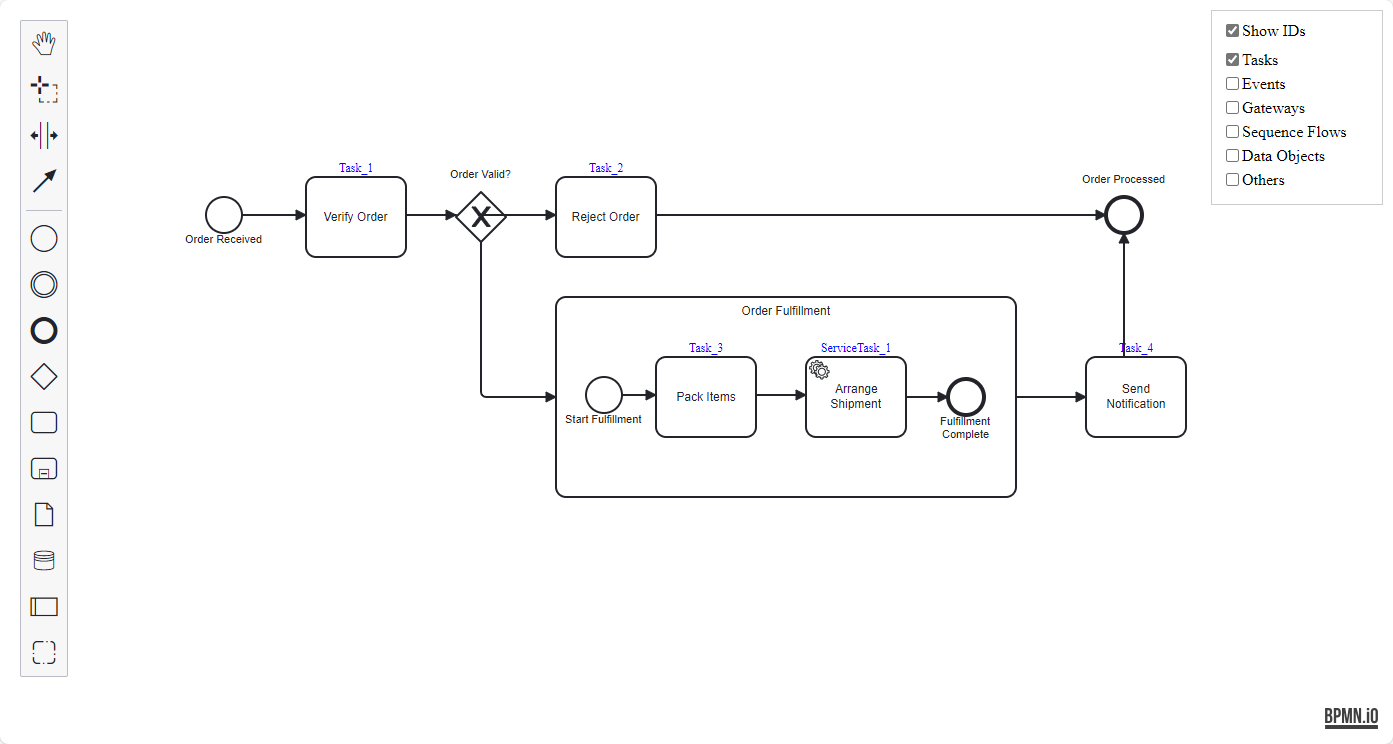 Show IDs
Tasks
Events
Gateways
Sequence Flows
Data Objects
Others
Task_1
Order Valid?
Task_2
Order Processed
Verify Order
Reject Order
Order Received
Order Fulfillment
Task_3
ServiceTask_1
Task_4
Pack Items
Arrange
Shipment
Send
Notification
Start Fulfillment
Fulfillment
Complete
BPMN.iO